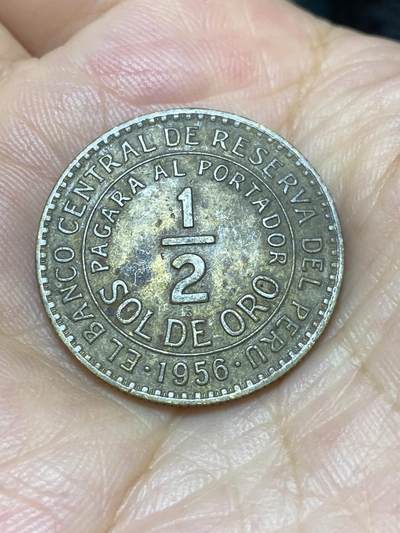 EL BANCO CENTRAL DE RESERVA DEL PERU
PAGARA AL PORTADOR
1/2
SOL DE ORO
· 1956 ·